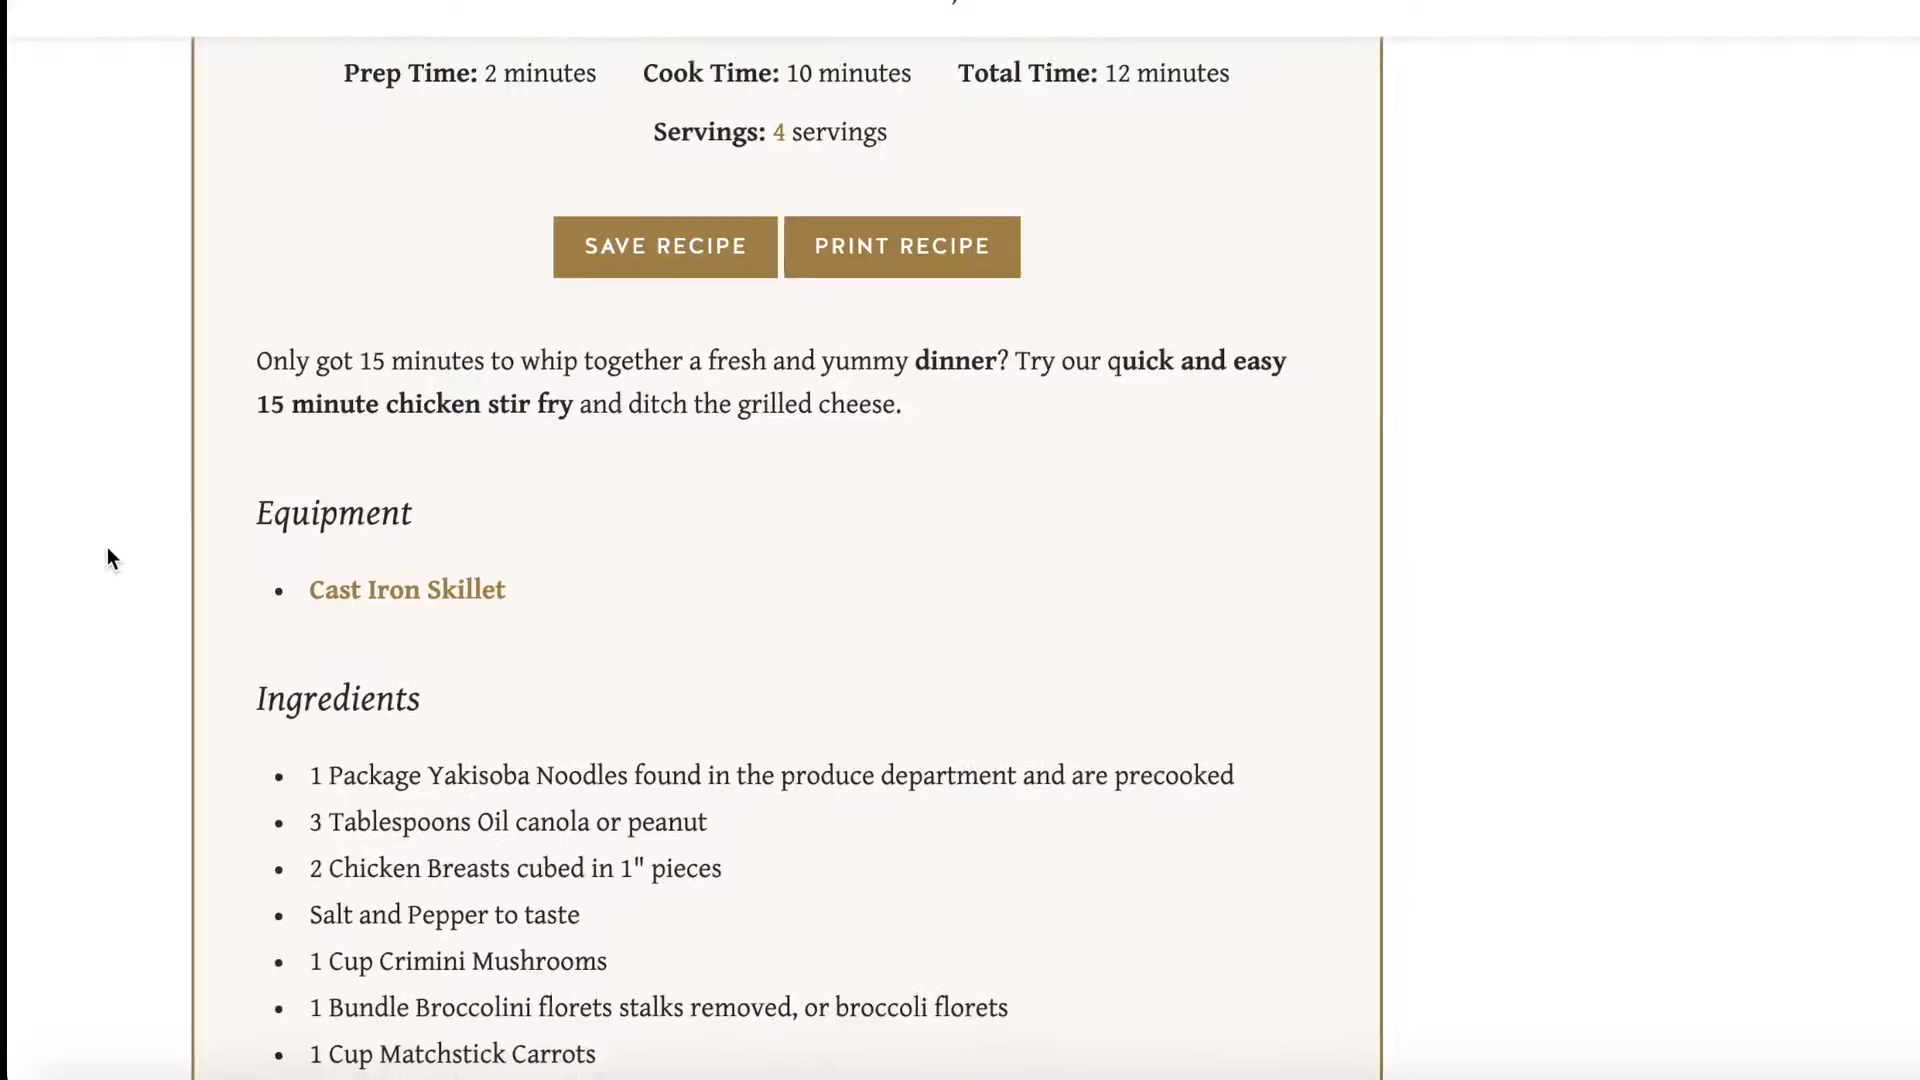 Prep Time: 2 minutes Cook Time: 10 minutes Total Time: 12 minutes
Servings: 4 servings
SAVE RECIPE PRINT RECIPE
Only got 15 minutes to whip together a fresh and yummy dinner? Try our quick and easy
15 minute chicken stir fry and ditch the grilled cheese.
Equipment
• Cast Iron Skillet
Ingredients
• 1 Package Yakisoba Noodles found in the produce department and are precooked
• 3 Tablespoons Oil canola or peanut
• 2 Chicken Breasts cubed in 1" pieces
• Salt and Pepper to taste
• 1 Cup Crimini Mushrooms
• 1 Bundle Broccolini florets stalks removed, or broccoli florets
• 1 Cup Matchstick Carrots